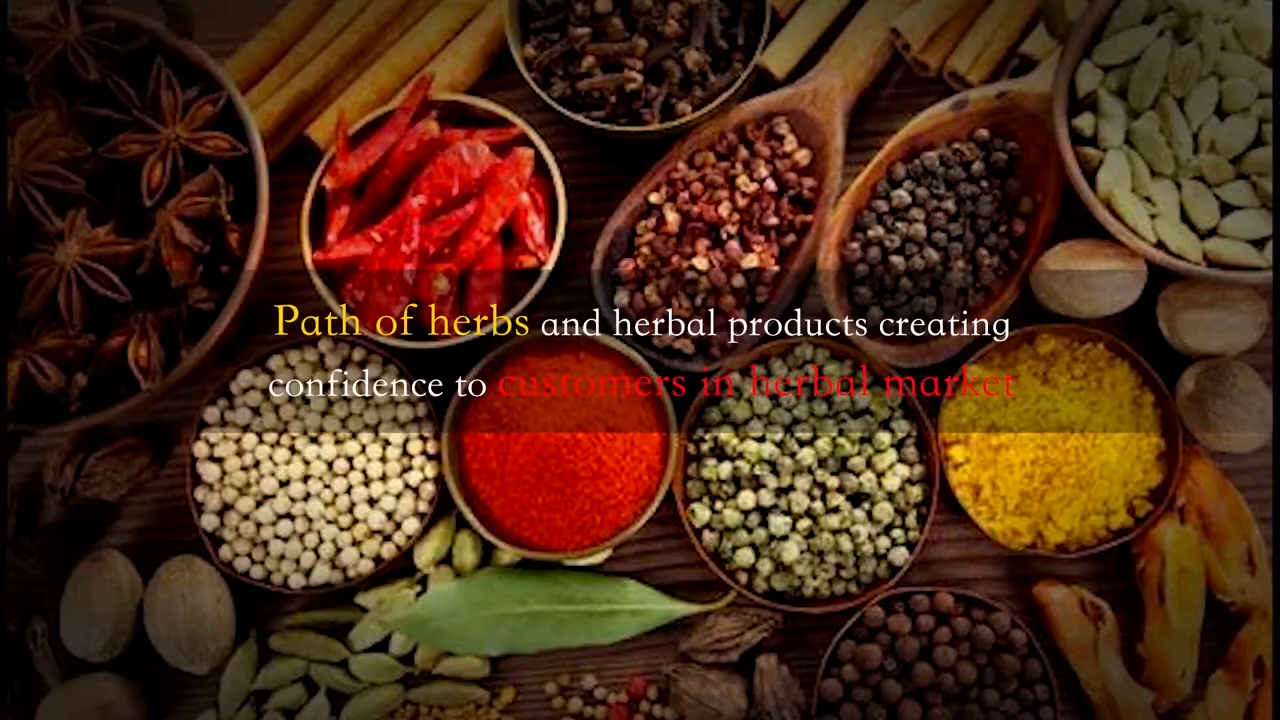 Path of herbs and herbal products creating
confidence to customers in herbal market